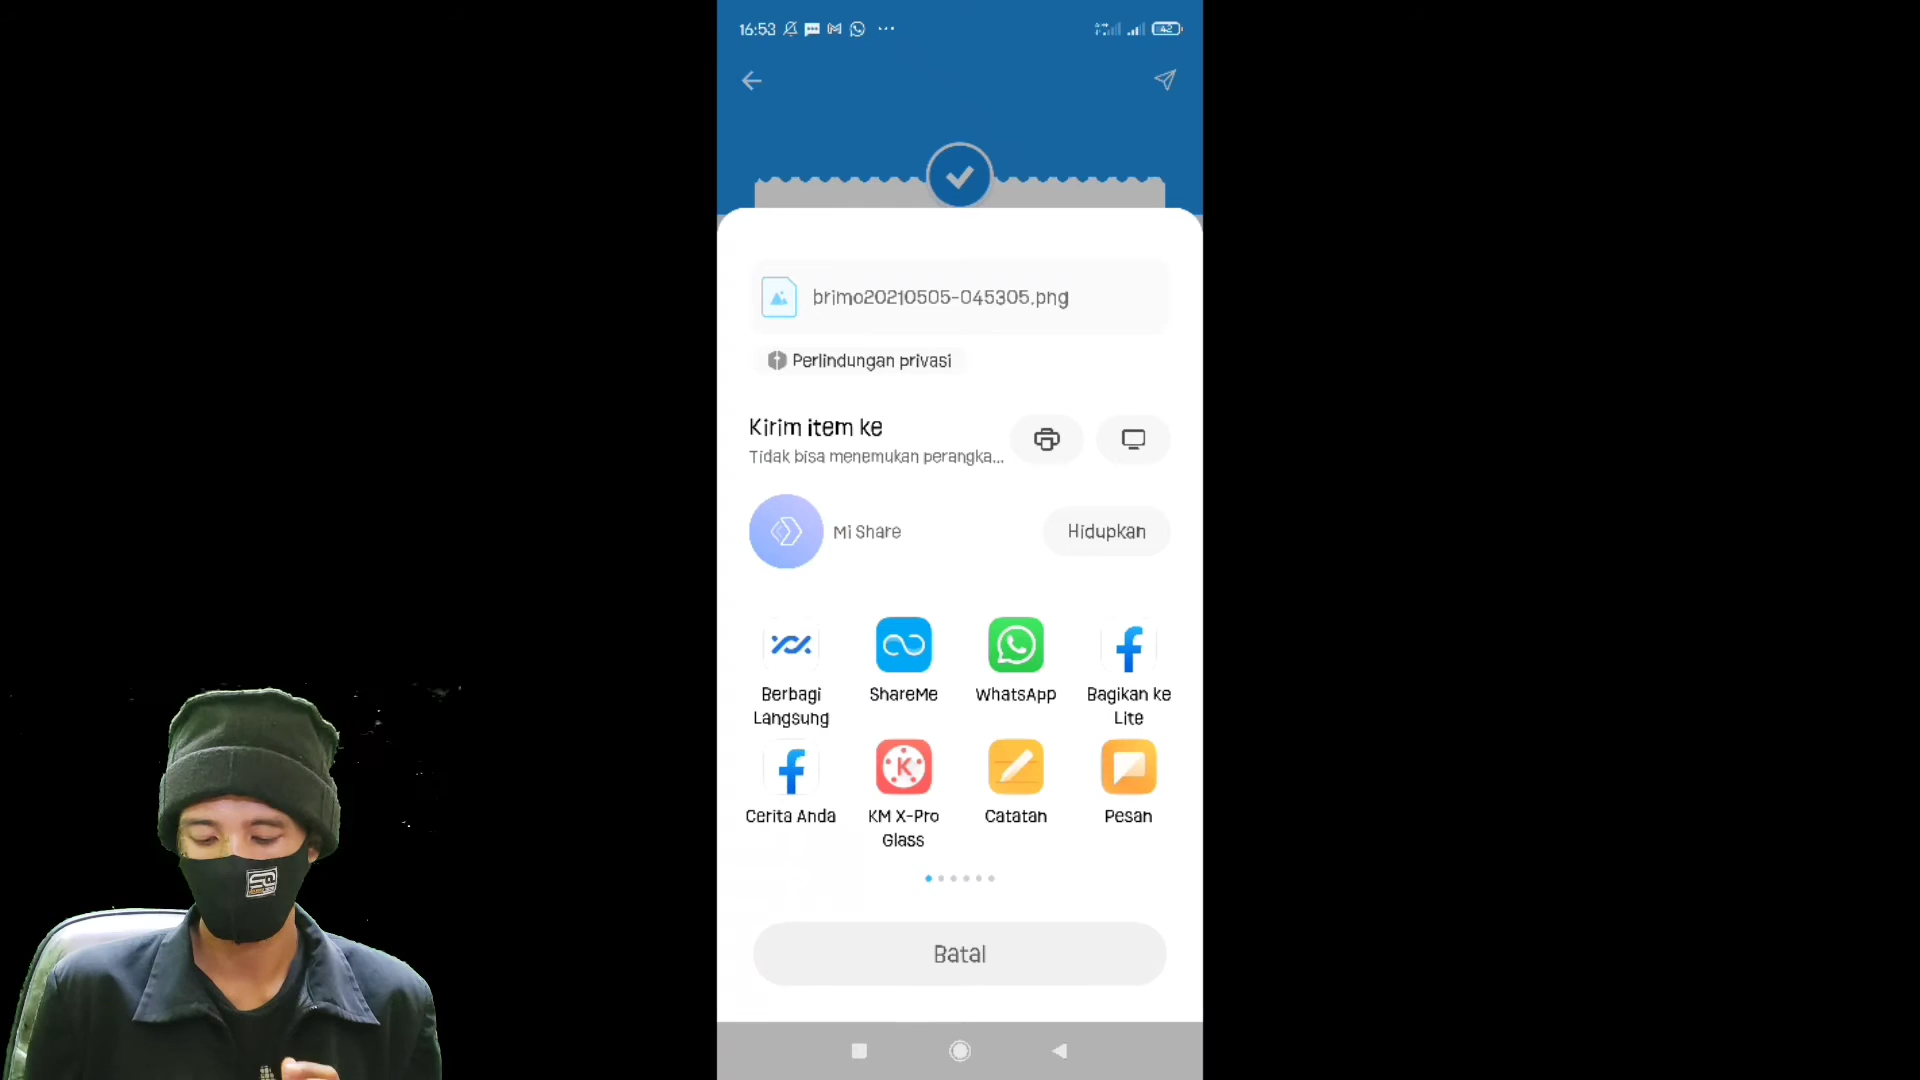 16:53
42
brimo20210505-045305.png
Perlindungan privasi
Kirim item ke
Tidak bisa menemukan perangka...
Mi Share
Hidupkan
Berbagi
Langsung
ShareMe
WhatsApp
Bagikan ke
Lite
Cerita Anda
KM X-Pro
Glass
Catatan
Pesan
Batal